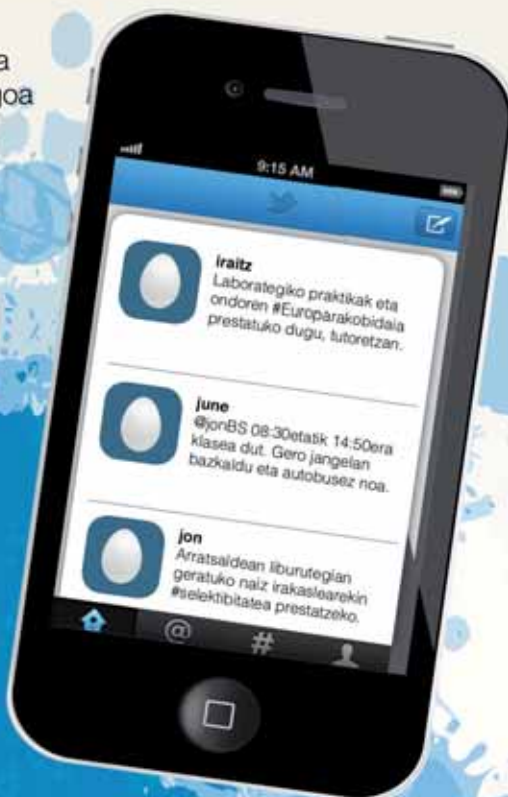 a
goa
9:15 AM
iraitz
Laborategiko praktikak eta
ondoren #Europarakobidaia
prestatuko dugu, tutoretzan.
june
@jonBS 08:30etatik 14:50era
klasea dut. Gero jangelan
bazkaldu eta autobusez noa.
jon
Arratsaldean liburutegian
geratuko naiz irakaslearekin
#selektibitatea prestatzeko.
@
#